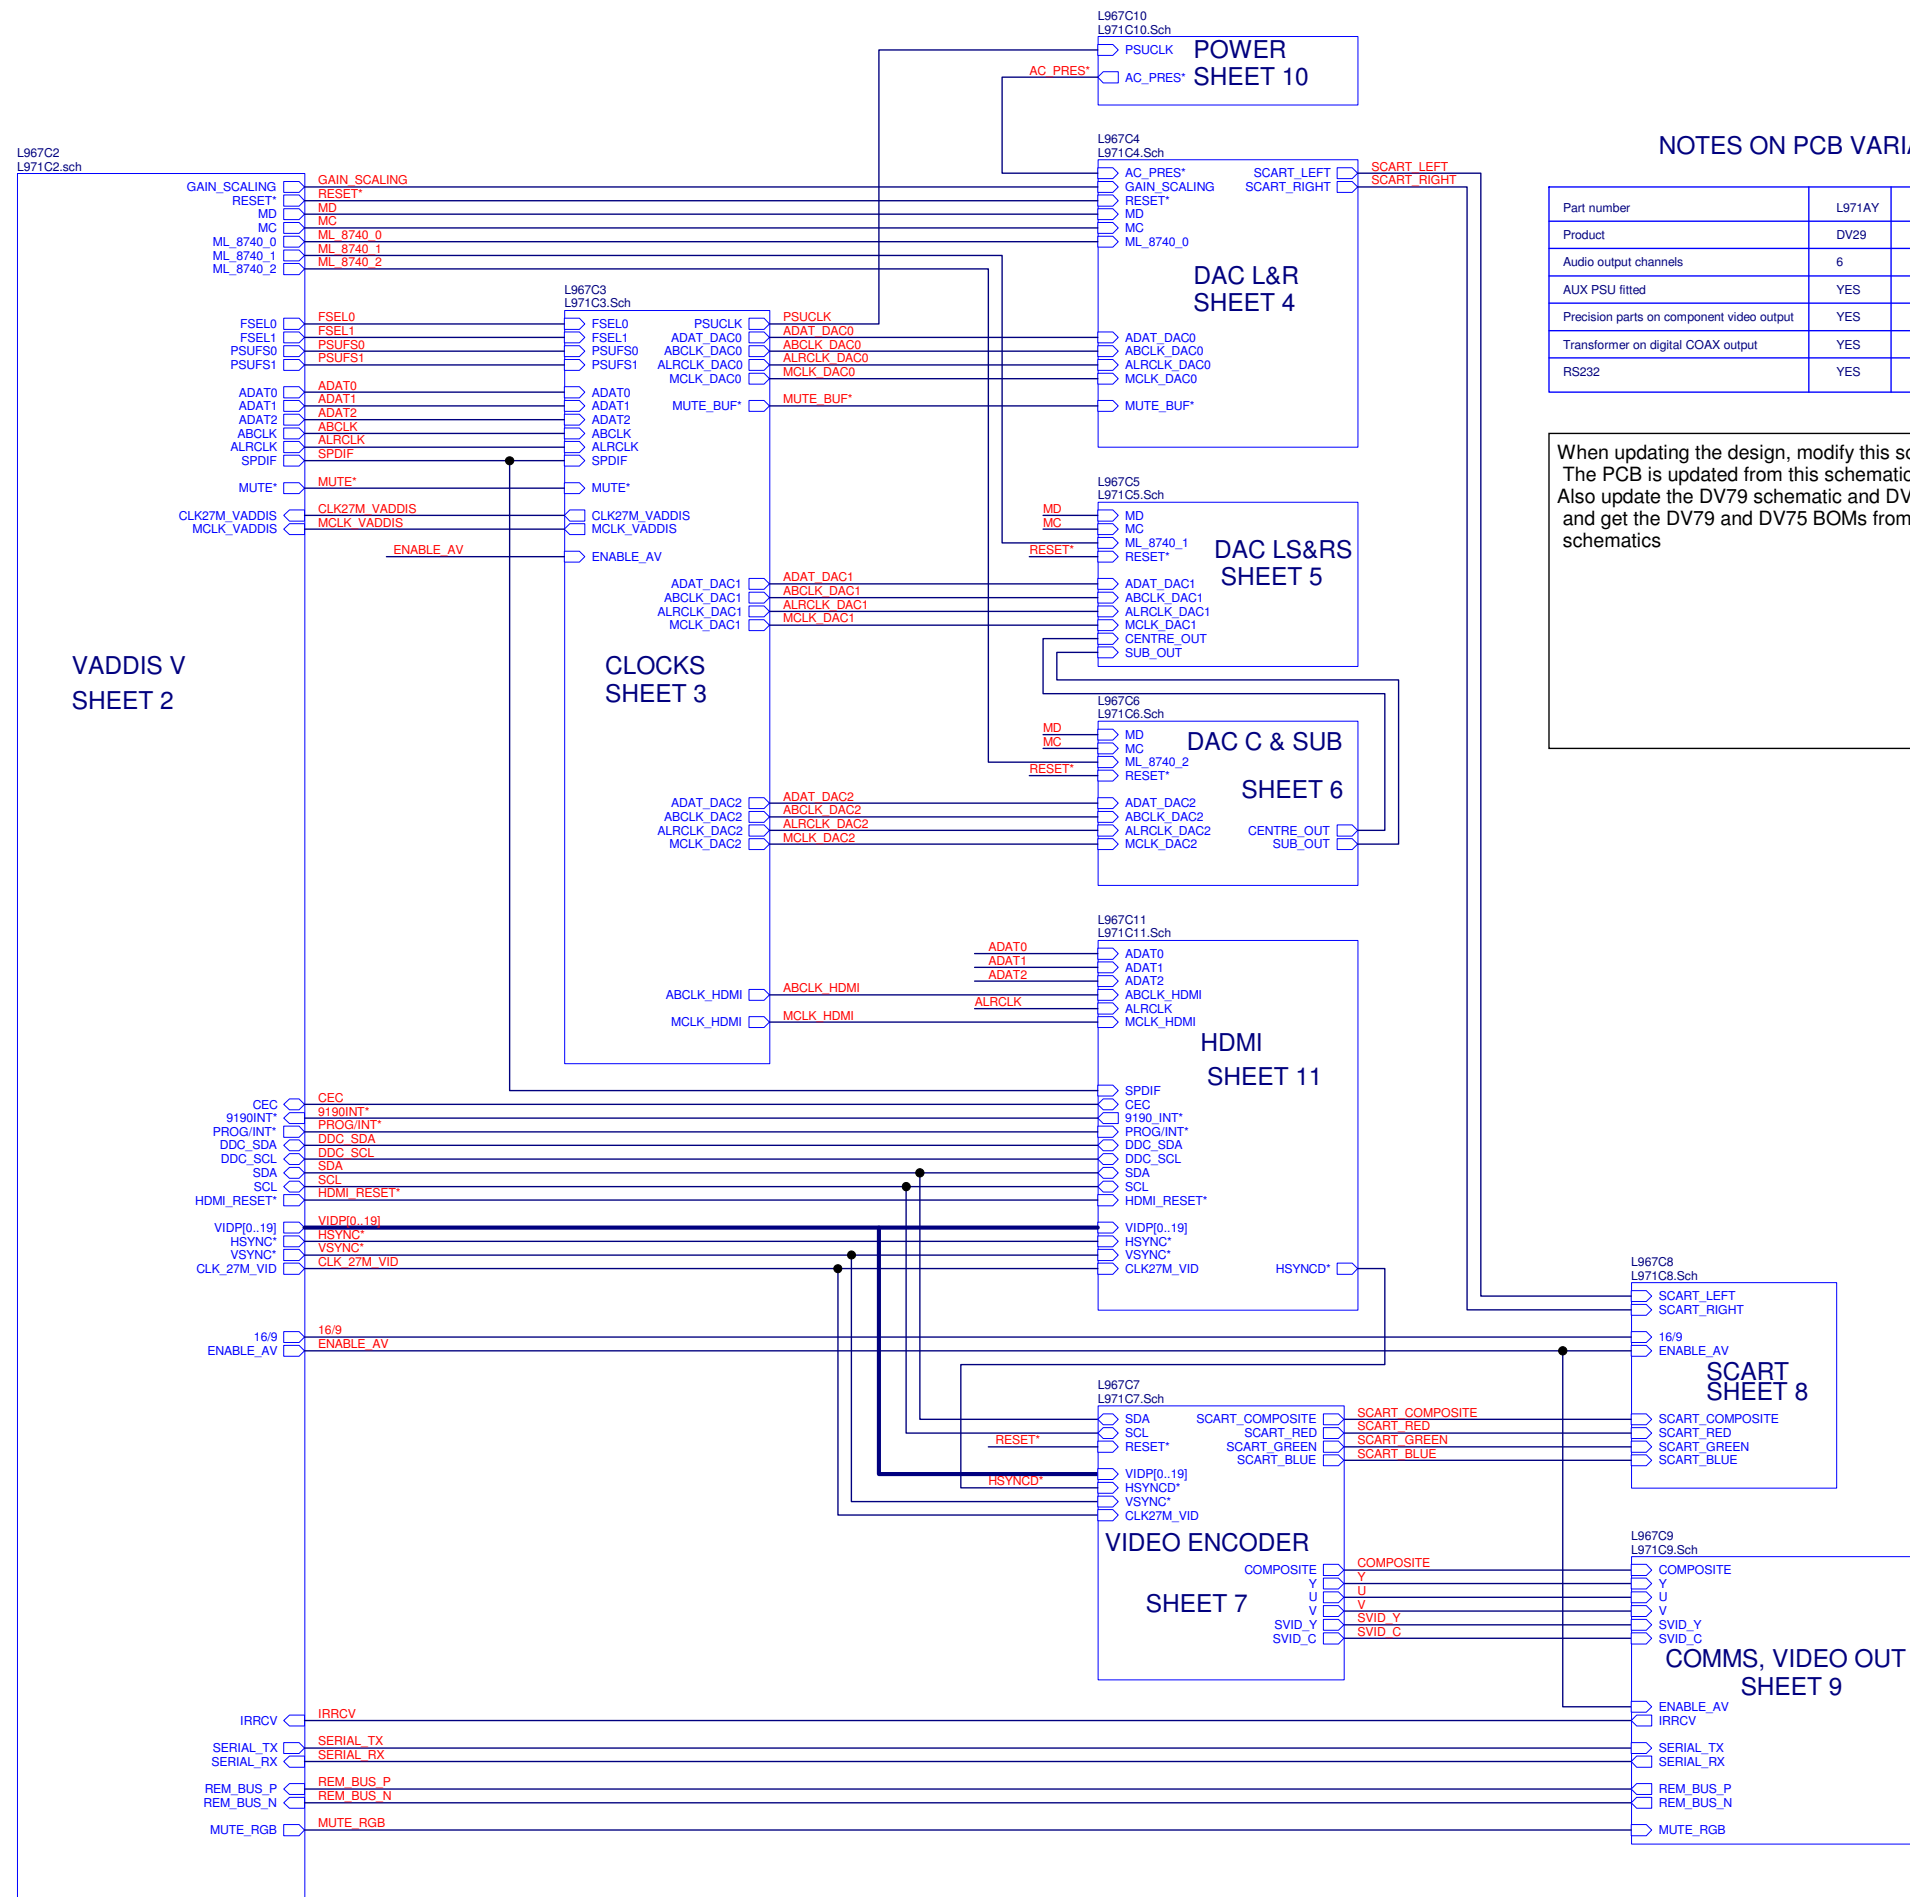 L967C10
L971C10.Sch
PSUCLK
AC_PRES*
AC_PRES*
POWER
SHEET 10
L967C2
L971C2.sch
GAIN_SCALING
RESET*
MD
MC
ML_8740_0
ML_8740_1
ML_8740_2
GAIN_SCALING
RESET*
MD
MC
ML_8740_0
ML_8740_1
ML_8740_2
FSEL0
FSEL1
PSUFS0
PSUFS1
FSEL0
FSEL1
PSUFS0
PSUFS1
ADAT0
ADAT1
ADAT2
ABCLK
ALRCLK
SPDIF
ADAT0
ADAT1
ADAT2
ABCLK
ALRCLK
SPDIF
MUTE*
MUTE*
CLK27M_VADDIS
MCLK_VADDIS
CLK27M_VADDIS
MCLK_VADDIS
ENABLE_AV
VADDIS V
SHEET 2
CEC
9190INT*
PROG/INT*
DDC_SDA
DDC_SCL
SDA
SCL
HDMI_RESET*
CEC
9190INT*
PROG/INT*
DDC_SDA
DDC_SCL
SDA
SCL
HDMI_RESET*
VIDP[0..19]
HSYNC*
VSYNC*
CLK_27M_VID
VIDP[0..19]
HSYNC*
VSYNC*
CLK_27M_VID
16/9
ENABLE_AV
16/9
ENABLE_AV
IRRCV
IRRCV
SERIAL_TX
SERIAL_RX
SERIAL_TX
SERIAL_RX
REM_BUS_P
REM_BUS_N
REM_BUS_P
REM_BUS_N
MUTE_RGB
MUTE_RGB
L967C3
L971C3.Sch
FSEL0
FSEL1
PSUFS0
PSUFS1
ADAT0
ADAT1
ADAT2
ABCLK
ALRCLK
SPDIF
MUTE*
CLK27M_VADDIS
MCLK_VADDIS
ENABLE_AV
PSUCLK
ADAT_DAC0
ABCLK_DAC0
ALRCLK_DAC0
MCLK_DAC0
MUTE_BUF*
PSUCLK
ADAT_DAC0
ABCLK_DAC0
ALRCLK_DAC0
MCLK_DAC0
MUTE_BUF*
ADAT_DAC1
ABCLK_DAC1
ALRCLK_DAC1
MCLK_DAC1
ADAT_DAC1
ABCLK_DAC1
ALRCLK_DAC1
MCLK_DAC1
CLOCKS
SHEET 3
ADAT_DAC2
ABCLK_DAC2
ALRCLK_DAC2
MCLK_DAC2
ADAT_DAC2
ABCLK_DAC2
ALRCLK_DAC2
MCLK_DAC2
ABCLK_HDMI
MCLK_HDMI
ABCLK_HDMI
MCLK_HDMI
L967C4
L971C4.Sch
AC_PRES*
GAIN_SCALING
RESET*
MD
MC
ML_8740_0
SCART_LEFT
SCART_RIGHT
SCART_LEFT
SCART_RIGHT
DAC L&R
SHEET 4
ADAT_DAC0
ABCLK_DAC0
ALRCLK_DAC0
MCLK_DAC0
MUTE_BUF*
L967C5
L971C5.Sch
MD
MC
RESET*
MD
MC
ML_8740_1
RESET*
DAC LS&RS
SHEET 5
ADAT_DAC1
ABCLK_DAC1
ALRCLK_DAC1
MCLK_DAC1
CENTRE_OUT
SUB_OUT
L967C6
L971C6.Sch
MD
MC
RESET*
MD
MC
ML_8740_2
RESET*
DAC C & SUB
SHEET 6
ADAT_DAC2
ABCLK_DAC2
ALRCLK_DAC2
MCLK_DAC2
CENTRE_OUT
SUB_OUT
L967C11
L971C11.Sch
ADAT0
ADAT1
ADAT2
ALRCLK
ADAT0
ADAT1
ADAT2
ABCLK_HDMI
ALRCLK
MCLK_HDMI
HDMI
SHEET 11
SPDIF
CEC
9190_INT*
PROG/INT*
DDC_SDA
DDC_SCL
SDA
SCL
HDMI_RESET*
VIDP[0..19]
HSYNC*
VSYNC*
CLK27M_VID
HSYNCD*
L967C7
L971C7.Sch
RESET*
HSYNCD*
SDA
SCL
RESET*
VIDP[0..19]
HSYNCD*
VSYNC*
CLK27M_VID
SCART_COMPOSITE
SCART_RED
SCART_GREEN
SCART_BLUE
SCART_COMPOSITE
SCART_RED
SCART_GREEN
SCART_BLUE
VIDEO ENCODER
SHEET 7
COMPOSITE
Y
U
V
SVID_Y
SVID_C
COMPOSITE
Y
U
V
SVID_Y
SVID_C
L967C8
L971C8.Sch
SCART_LEFT
SCART_RIGHT
16/9
ENABLE_AV
SCART
SHEET 8
SCART_COMPOSITE
SCART_RED
SCART_GREEN
SCART_BLUE
L967C9
L971C9.Sch
COMPOSITE
Y
U
V
SVID_Y
SVID_C
COMMS, VIDEO OUT
SHEET 9
ENABLE_AV
IRRCV
SERIAL_TX
SERIAL_RX
REM_BUS_P
REM_BUS_N
MUTE_RGB
NOTES ON PCB VARIA
Part number L971AY
Product DV29
Audio output channels 6
AUX PSU fitted YES
Precision parts on component video output YES
Transformer on digital COAX output YES
RS232 YES
When updating the design, modify this sc
The PCB is updated from this schematic
Also update the DV79 schematic and DV
and get the DV79 and DV75 BOMs from
schematics